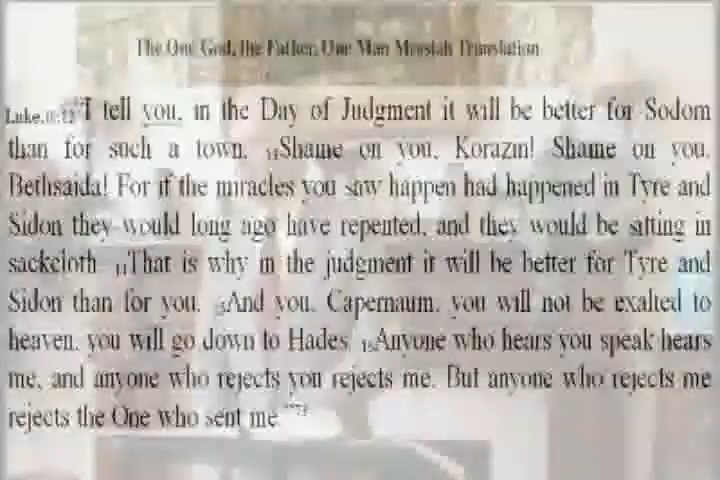 The One God, the Father, One Man Messiah Translation
Luke.10:12 "I tell you, in the Day of Judgment it will be better for Sodom
than for such a town. 13Shame on you, Korazin! Shame on you,
Bethsaida! For if the miracles you saw happen had happened in Tyre and
Sidon they would long ago have repented, and they would be sitting in
sackcloth. 14That is why in the judgment it will be better for Tyre and
Sidon than for you. 15And you, Capernaum, you will not be exalted to
heaven, you will go down to Hades. 16Anyone who hears you speak hears
me, and anyone who rejects you rejects me. But anyone who rejects me
rejects the One who sent me."